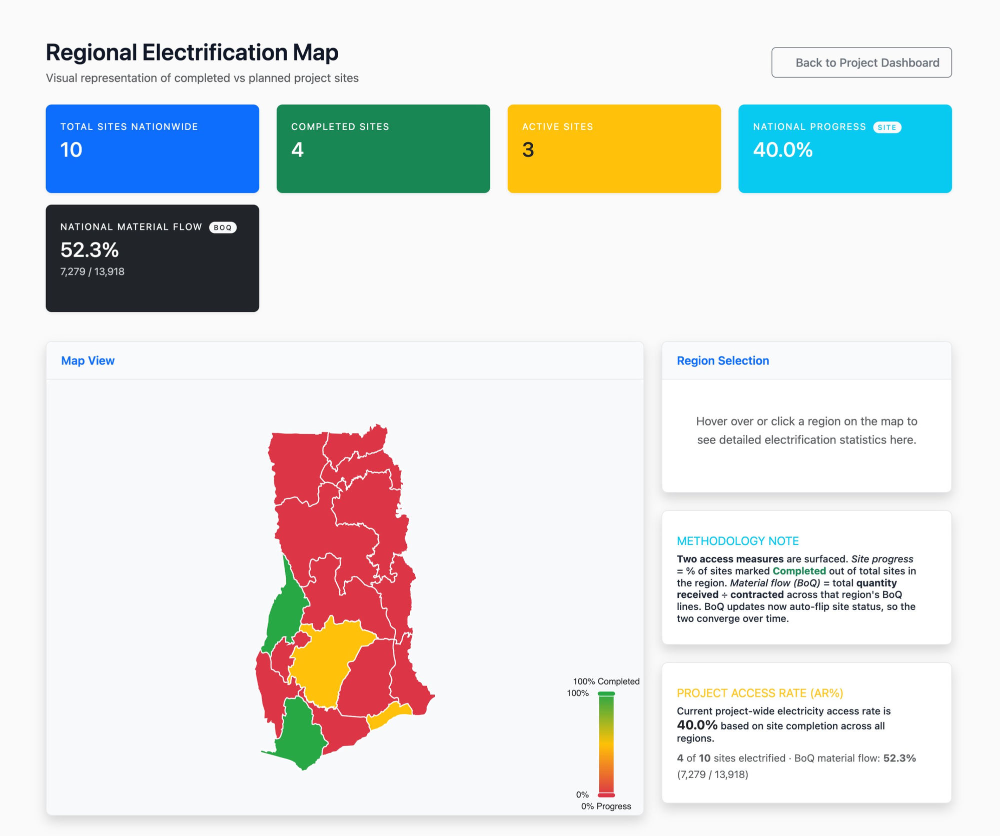 Regional Electrification Map
Visual representation of completed vs planned project sites
Back to Project Dashboard
TOTAL SITES NATIONWIDE
10
COMPLETED SITES
4
ACTIVE SITES
3
NATIONAL PROGRESS SITE
40.0%
NATIONAL MATERIAL FLOW BOQ
52.3%
7,279 / 13,918
Map View
100% Completed
100%
0%
0% Progress
Region Selection
Hover over or click a region on the map to
see detailed electrification statistics here.
METHODOLOGY NOTE
Two access measures are surfaced. Site progress
= % of sites marked Completed out of total sites in
the region. Material flow (BoQ) = total quantity
received ÷ contracted across that region's BoQ
lines. BoQ updates now auto-flip site status, so the
two converge over time.
PROJECT ACCESS RATE (AR%)
Current project-wide electricity access rate is
40.0% based on site completion across all
regions.
4 of 10 sites electrified · BoQ material flow: 52.3%
(7,279 / 13,918)